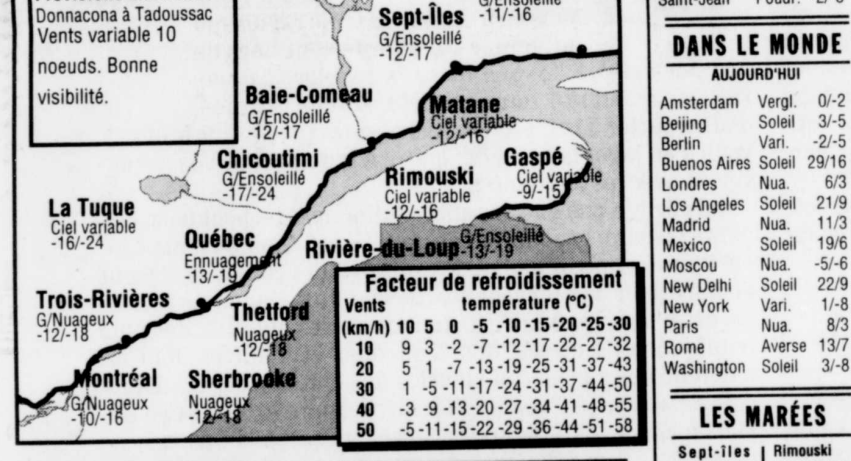 Donnacona à Tadoussac
Vents variable 10
noeuds. Bonne
visibilité.
Sept-Îles
G/Ensoleillé
-12/-17
-11/-16
Baie-Comeau
G/Ensoleillé
-12/-17
Matane
Ciel variable
-12/-16
Chicoutimi
G/Ensoleillé
-17/-24
Rimouski
Ciel variable
-12/-16
Gaspé
Ciel variable
-9/-15
La Tuque
Ciel variable
-16/-24
Québec
Ennuagement
-13/-19
Rivière-du-Loup
G/Ensoleillé
-13/-19
Trois-Rivières
G/Nuageux
-12/-18
Thetford
Nuageux
-12/-18
Montréal
G/Nuageux
-10/-16
Sherbrooke
Nuageux
-12/-18
Facteur de refroidissement
Vents température (°C)
(km/h) 10 5 0 -5 -10 -15 -20 -25 -30
10 9 3 -2 -7 -12 -17 -22 -27 -32
20 5 1 -7 -13 -19 -25 -31 -37 -43
30 1 -5 -11 -17 -24 -31 -37 -44 -50
40 -3 -9 -13 -20 -27 -34 -41 -48 -55
50 -5 -11 -15 -22 -29 -36 -44 -51 -58
DANS LE MONDE
AUJOURD'HUI
Amsterdam Vergl. 0/-2
Beijing Soleil 3/-5
Berlin Vari. -2/-5
Buenos Aires Soleil 29/16
Londres Nua. 6/3
Los Angeles Soleil 21/9
Madrid Nua. 11/3
Mexico Soleil 19/6
Moscou Nua. -5/-6
New Delhi Soleil 22/9
New York Vari. 1/-8
Paris Nua. 8/3
Rome Averse 13/7
Washington Soleil 3/-8
LES MARÉES
Sept-îles Rimouski